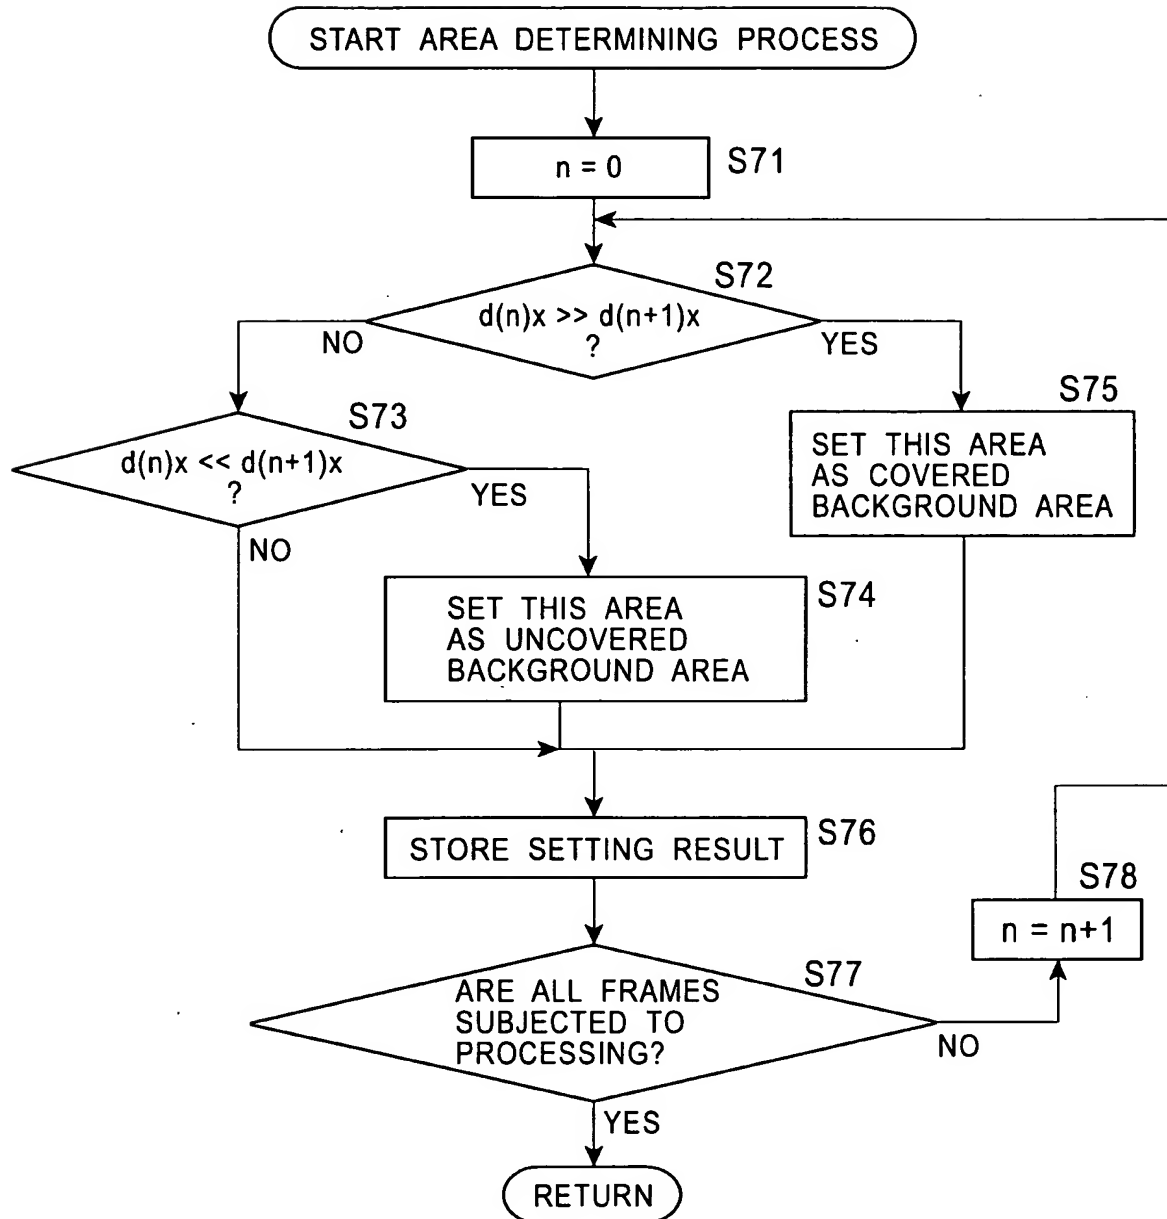 START AREA DETERMINING PROCESS
n = 0
S71
S72
d(n)x >> d(n+1)x
?
NO
YES
S73
d(n)x << d(n+1)x
?
YES
NO
S75
SET THIS AREA
AS COVERED
BACKGROUND AREA
S74
SET THIS AREA
AS UNCOVERED
BACKGROUND AREA
STORE SETTING RESULT
S76
S78
n = n+1
S77
ARE ALL FRAMES
SUBJECTED TO
PROCESSING?
NO
YES
RETURN